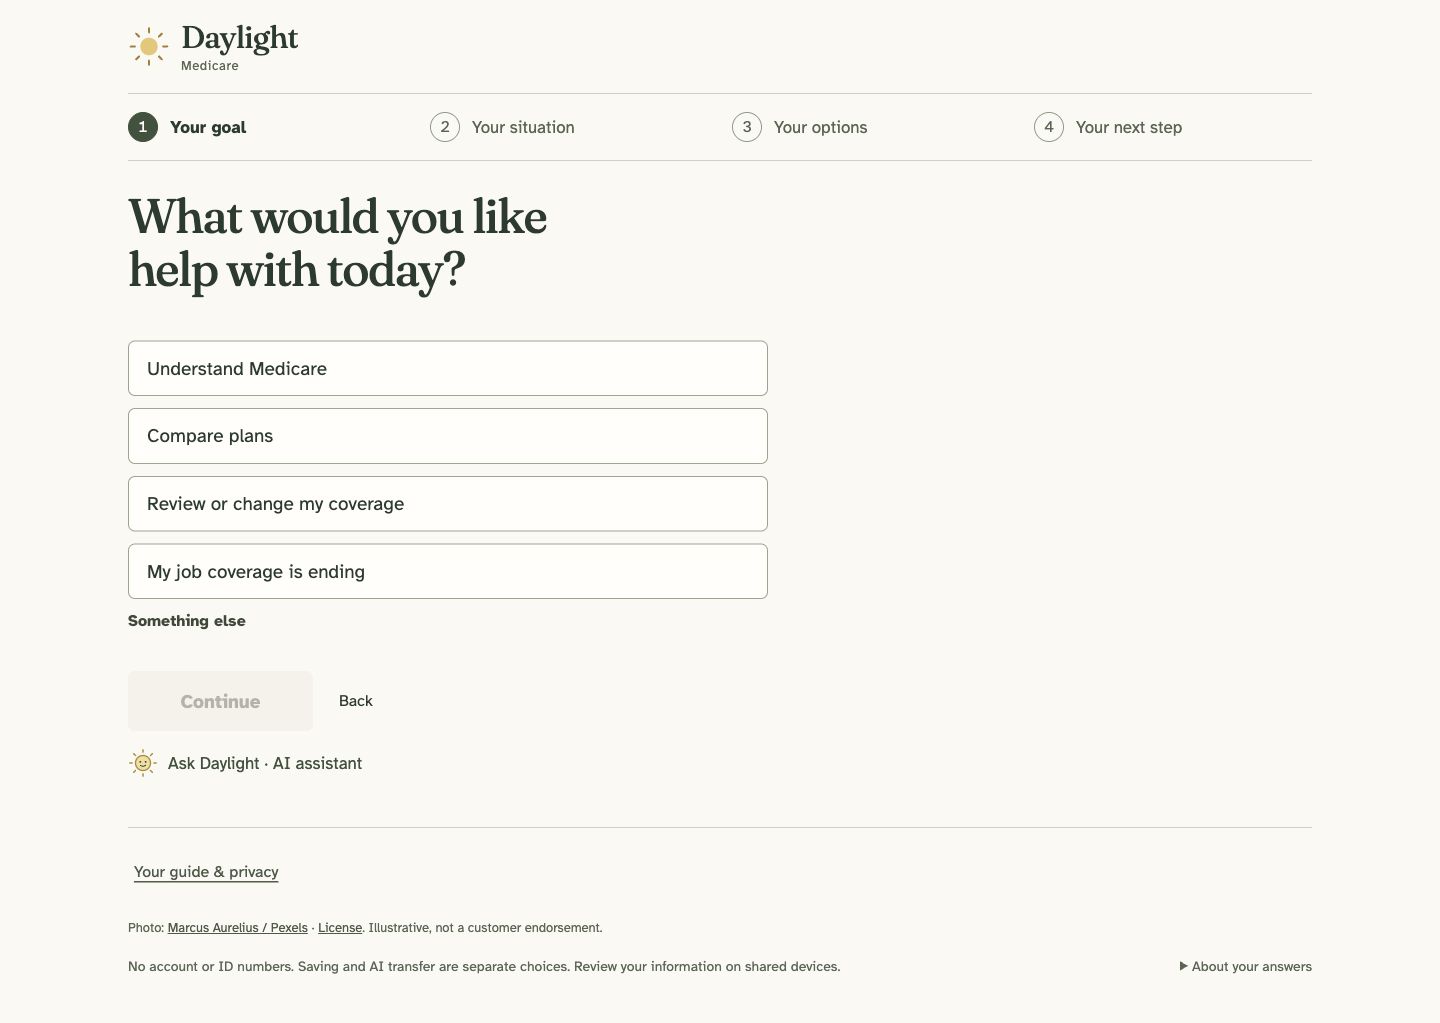 Daylight
Medicare
1 Your goal
2 Your situation
3 Your options
4 Your next step
What would you like
help with today?
Understand Medicare
Compare plans
Review or change my coverage
My job coverage is ending
Something else
Continue
Back
Ask Daylight · AI assistant
Your guide & privacy
Photo: Marcus Aurelius / Pexels · License. Illustrative, not a customer endorsement.
No account or ID numbers. Saving and AI transfer are separate choices. Review your information on shared devices.
▶ About your answers